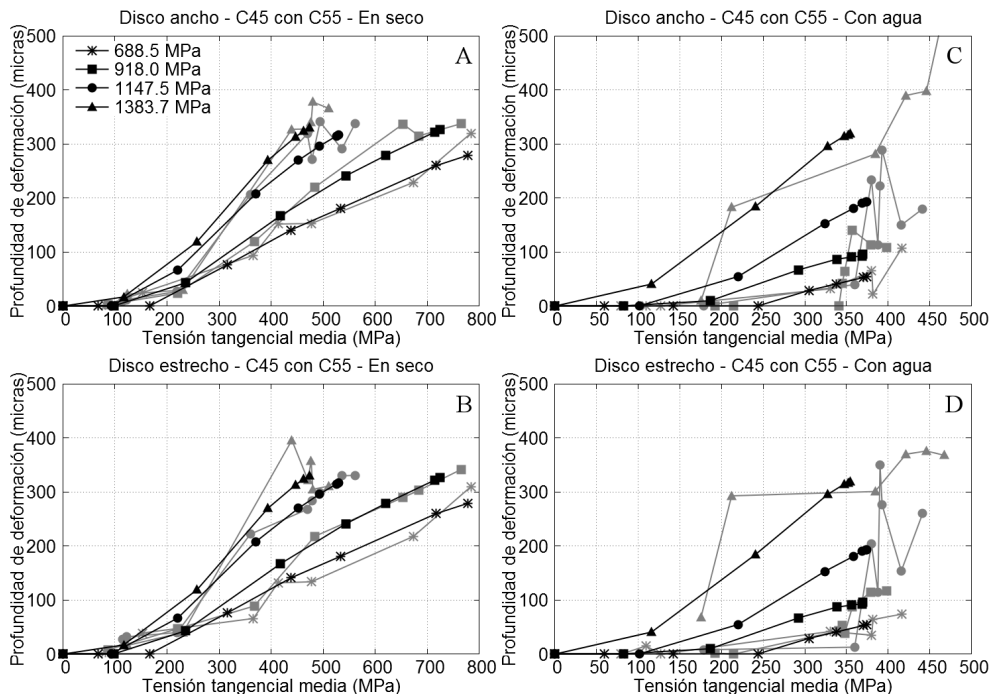 Disco ancho - C45 con C55 - En seco
Profundidad de deformación (micras)
500
400
300
200
100
0
688.5 MPa
918.0 MPa
1147.5 MPa
1383.7 MPa
A
0 100 200 300 400 500 600 700 800
Tensión tangencial media (MPa)
Disco ancho - C45 con C55 - Con agua
Profundidad de deformación (micras)
500
400
300
200
100
0
C
0 50 100 150 200 250 300 350 400 450 500
Tensión tangencial media (MPa)
Disco estrecho - C45 con C55 - En seco
Profundidad de deformación (micras)
500
400
300
200
100
0
B
0 100 200 300 400 500 600 700 800
Tensión tangencial media (MPa)
Disco estrecho - C45 con C55 - Con agua
Profundidad de deformación (micras)
500
400
300
200
100
0
D
0 50 100 150 200 250 300 350 400 450 500
Tensión tangencial media (MPa)